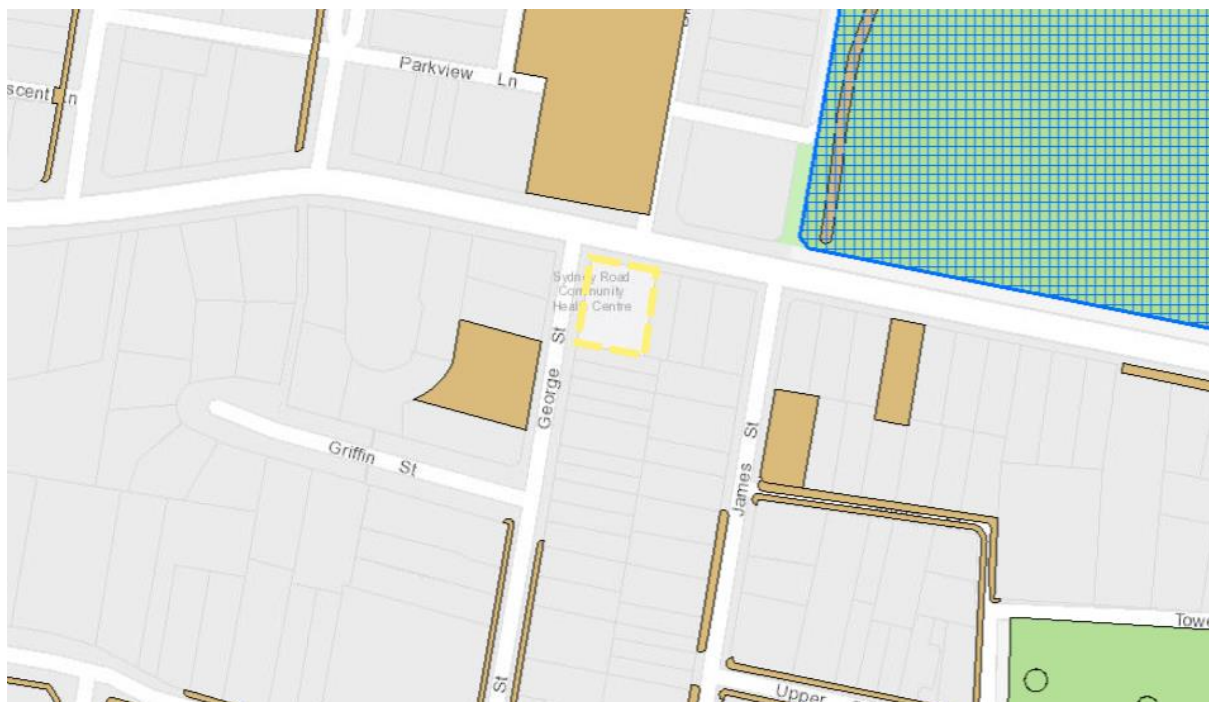 Parkview Ln
scent Ln
Sydney Road
Community
Health Centre
George St
Griffin St
James St
St
Upper
Towe